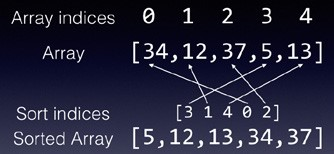 Array indices 0 1 2 3 4
Array [34,12,37,5,13]
Sort indices [3 1 4 0 2]
Sorted Array [5,12,13,34,37]